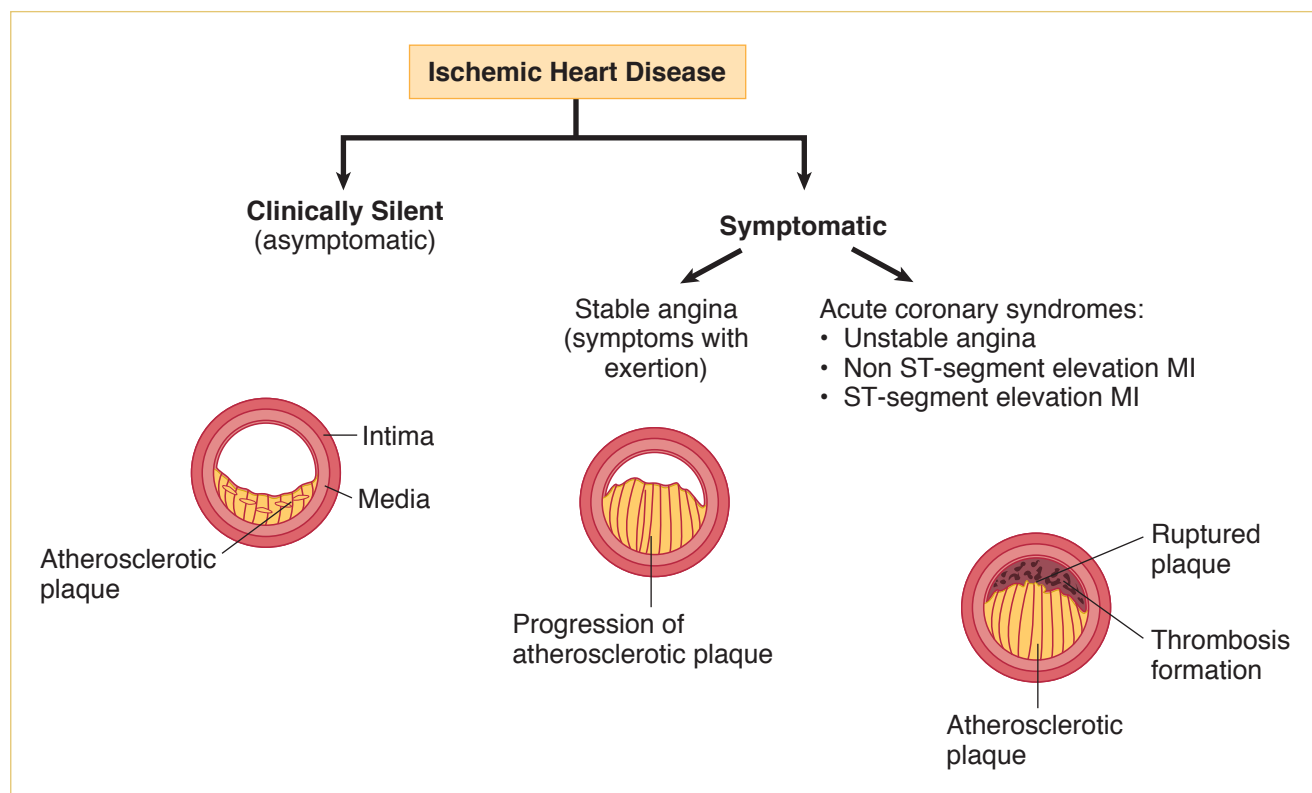 Ischemic Heart Disease
Clinically Silent
(asymptomatic)
Symptomatic
Stable angina
(symptoms with
exertion)
Acute coronary syndromes:
• Unstable angina
• Non ST-segment elevation MI
• ST-segment elevation MI
Intima
Media
Atherosclerotic
plaque
Progression of
atherosclerotic plaque
Ruptured
plaque
Thrombosis
formation
Atherosclerotic
plaque